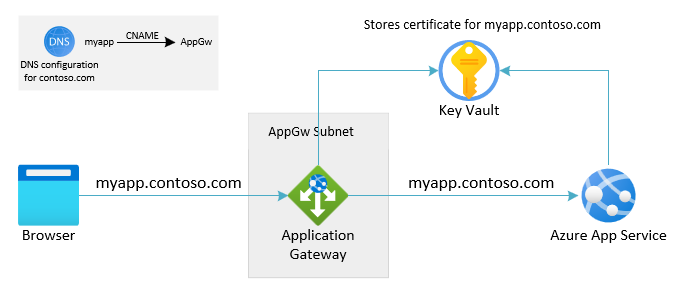 Stores certificate for myapp.contoso.com
DNS
myapp CNAME AppGw
DNS configuration
for contoso.com
Key Vault
AppGw Subnet
myapp.contoso.com
myapp.contoso.com
Browser
Application
Gateway
Azure App Service